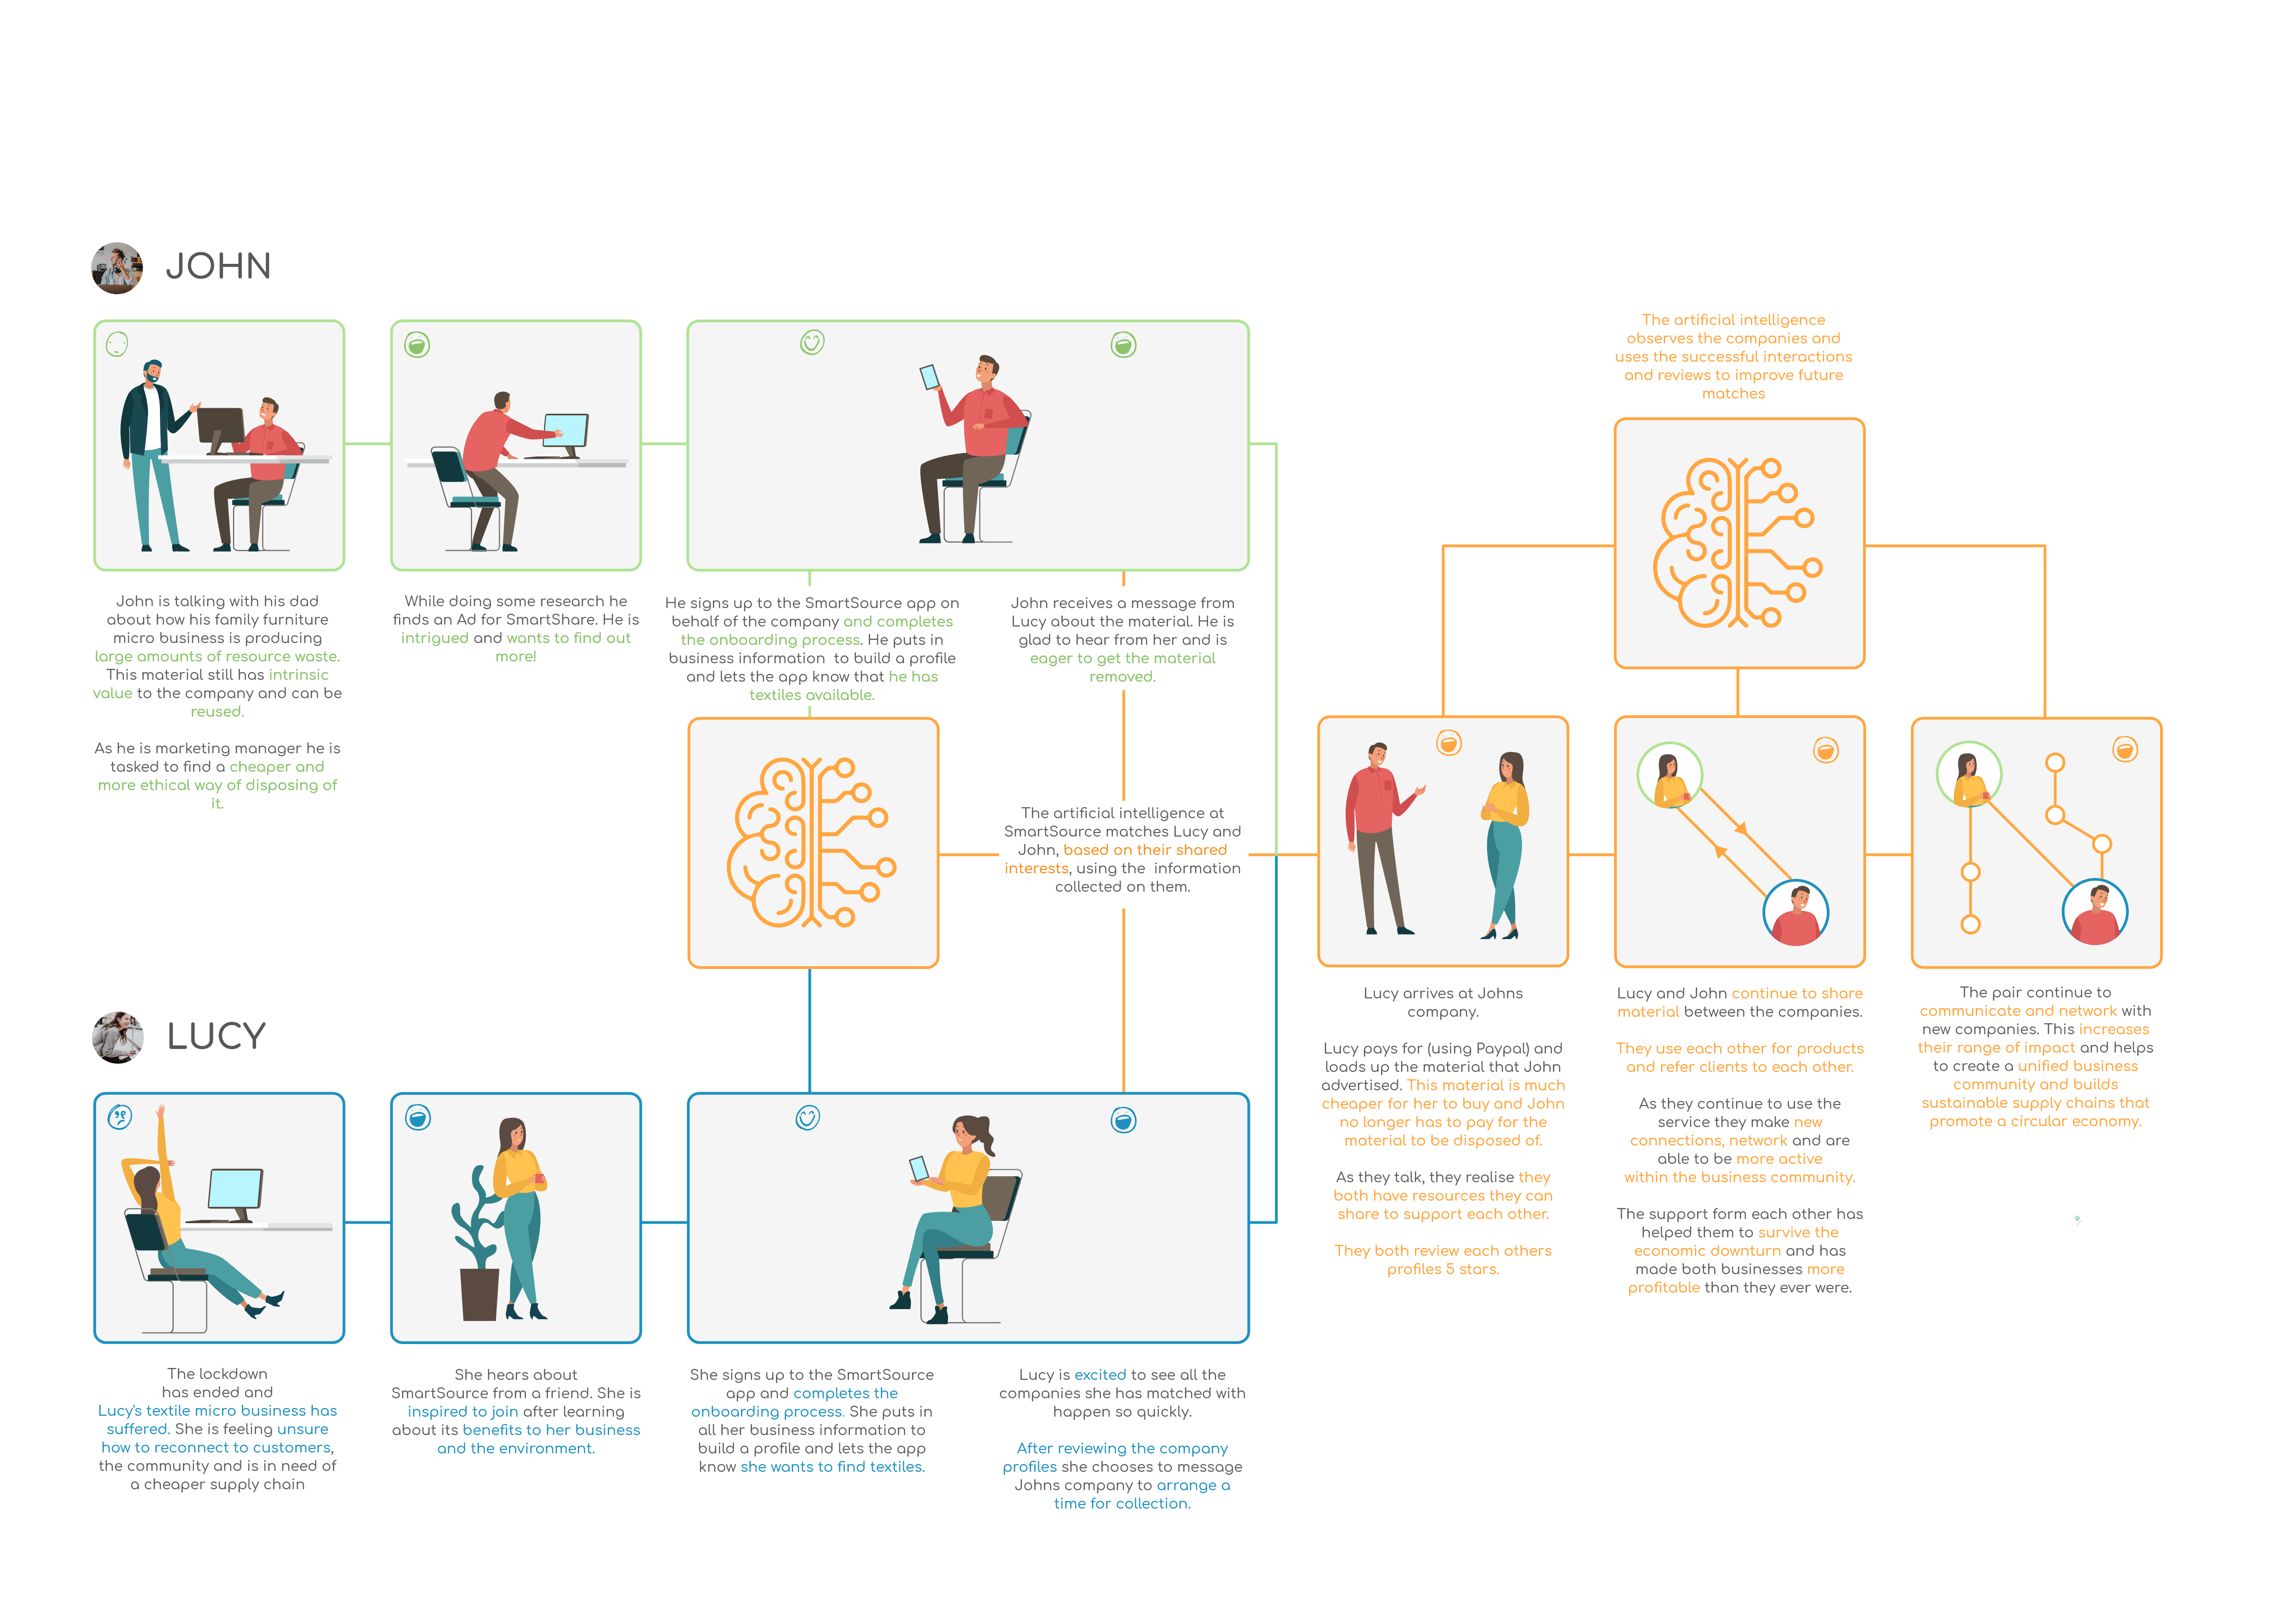 JOHN
John is talking with his dad
about how his family furniture
micro business is producing
large amounts of resource waste.
This material still has intrinsic
value to the company and can be
reused.
As he is marketing manager he is
tasked to find a cheaper and
more ethical way of disposing of
it.
While doing some research he
finds an Ad for SmartShare. He is
intrigued and wants to find out
more!
He signs up to the SmartSource app on
behalf of the company and completes
the onboarding process. He puts in
business information to build a profile
and lets the app know that he has
textiles available.
John receives a message from
Lucy about the material. He is
glad to hear from her and is
eager to get the material
removed.
The artificial intelligence at
SmartSource matches Lucy and
John, based on their shared
interests, using the information
collected on them.
LUCY
The lockdown
has ended and
Lucy's textile micro business has
suffered. She is feeling unsure
how to reconnect to customers,
the community and is in need of
a cheaper supply chain
She hears about
SmartSource from a friend. She is
inspired to join after learning
about its benefits to her business
and the environment.
She signs up to the SmartSource
app and completes the
onboarding process. She puts in
all her business information to
build a profile and lets the app
know she wants to find textiles.
Lucy is excited to see all the
companies she has matched with
happen so quickly.
After reviewing the company
profiles she chooses to message
Johns company to arrange a
time for collection.
The artificial intelligence
observes the companies and
uses the successful interactions
and reviews to improve future
matches
Lucy arrives at Johns
company.
Lucy pays for (using Paypal) and
loads up the material that John
advertised. This material is much
cheaper for her to buy and John
no longer has to pay for the
material to be disposed of.
As they talk, they realise they
both have resources they can
share to support each other.
They both review each others
profiles 5 stars.
Lucy and John continue to share
material between the companies.
They use each other for products
and refer clients to each other.
As they continue to use the
service they make new
connections, network and are
able to be more active
within the business community.
The support form each other has
helped them to survive the
economic downturn and has
made both businesses more
profitable than they ever were.
The pair continue to
communicate and network with
new companies. This increases
their range of impact and helps
to create a unified business
community and builds
sustainable supply chains that
promote a circular economy.